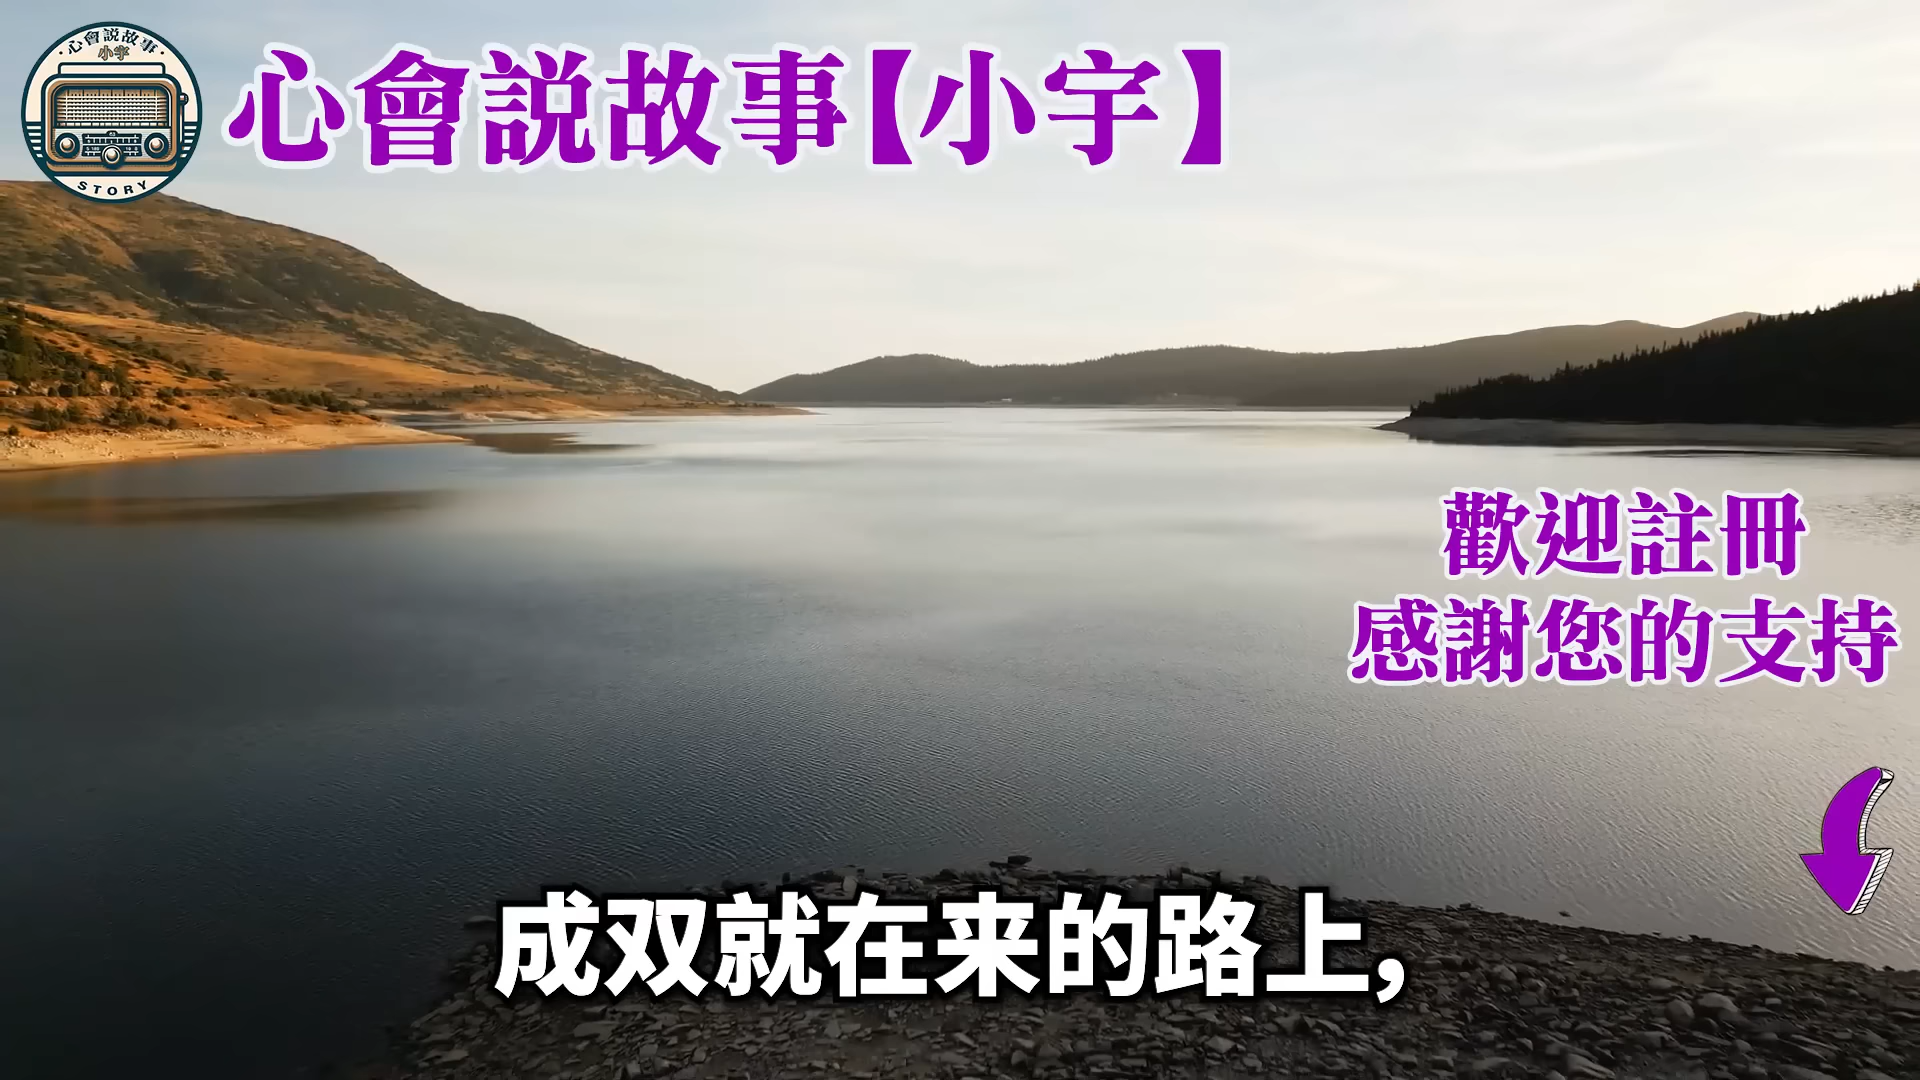 ·心會説故事·
小宇
STORY
心會説故事【小宇】
歡迎註冊
感謝您的支持
成双就在来的路上,